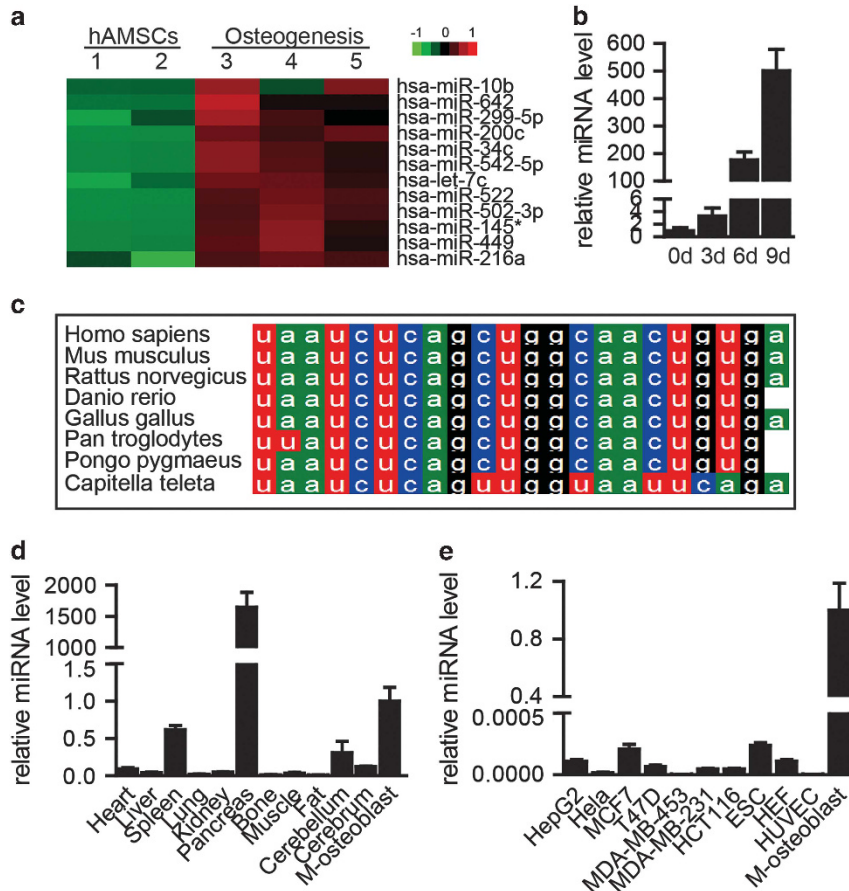 a
hAMSCs Osteogenesis
1 2 3 4 5
-1 0 1
hsa-miR-10b
hsa-miR-642
hsa-miR-299-5p
hsa-miR-200c
hsa-miR-34c
hsa-miR-542-5p
hsa-let-7c
hsa-miR-522
hsa-miR-502-3p
hsa-miR-145*
hsa-miR-449
hsa-miR-216a
b
relative miRNA level
600
500
400
300
200
100
6
4
2
0
0d 3d 6d 9d
c
Homo sapiens u a a u c u c a g c u g g c a a c u g u g a
Mus musculus u a a u c u c a g c u g g c a a c u g u g a
Rattus norvegicus u a a u c u c a g c u g g c a a c u g u g a
Danio rerio u a a u c u c a g c u g g c a a c u g u g
Gallus gallus u a a u c u c a g c u g g c a a c u g u g a
Pan troglodytes u u a u c u c a g c u g g c a a c u g u g
Pongo pygmaeus u a a u c u c a g c u g g c a a c u g u g
Capitella teleta u a a u c u c a g u u g g u a a u u c a g a
d
relative miRNA level
2000
1500
1000
1.5
1.0
0.5
0.0
Heart
Liver
Spleen
Lung
Kidney
Pancreas
Bone
Muscle
Fat
Cerebellum
Cerebrum
M-osteoblast
e
relative miRNA level
1.2
0.8
0.4
0.0005
0.0000
HepG2
Hela
MCF7
T47D
MDA-MB-453
MDA-MB-231
HCT116
ESC
HEF
HUVEC
M-osteoblast